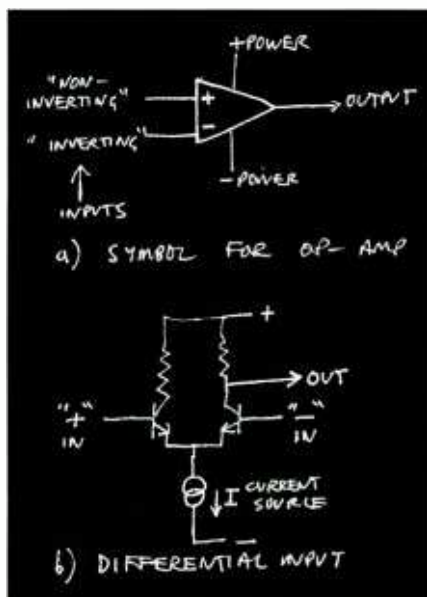 +POWER
"NON-
INVERTING"
+
OUTPUT
"INVERTING"
-
-POWER
INPUTS
a) SYMBOL FOR OP-AMP
+
OUT
"+"
IN
"-"
IN
I CURRENT
SOURCE
-
b) DIFFERENTIAL INPUT